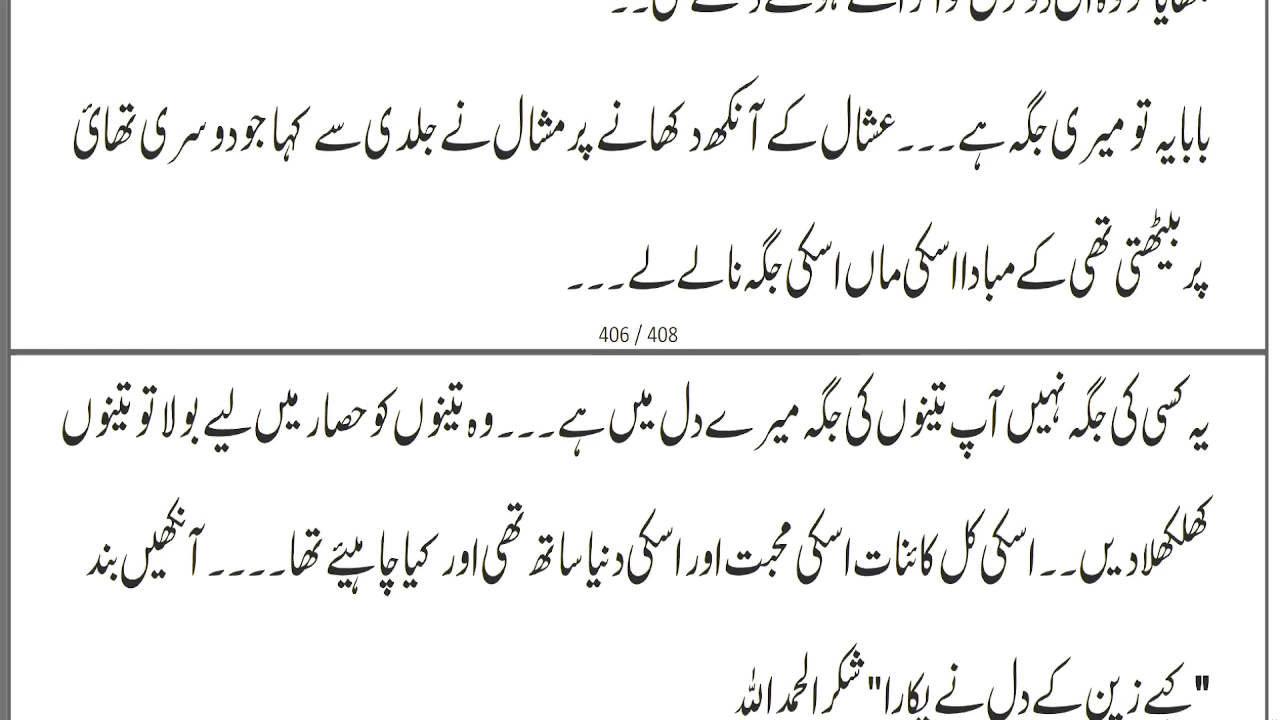 بابا یہ تو میری جگہ ہے۔۔۔ عشال کے آنکھ دکھانے پر مشال نے جلدی سے کہا جو دوسری تھائ
پر بیٹھتی تھی کے مبادا اسکی ماں اسکی جگہ نا لے لے۔۔۔
406 / 408
یہ کسی کی جگہ نہیں آپ تینوں کی جگہ میرے دل میں ہے۔۔۔ وہ تینوں کو حصار میں لیے بولا تو تینوں
کھلکھلا دیں۔۔ اسکی کل کائنات اسکی محبت اور اسکی دنیا ساتھ تھی اور کیا چاہیئے تھا۔۔۔۔ آنکھیں بند
"کیے زین کے دل نے پکارا" شکر الحمداللہ